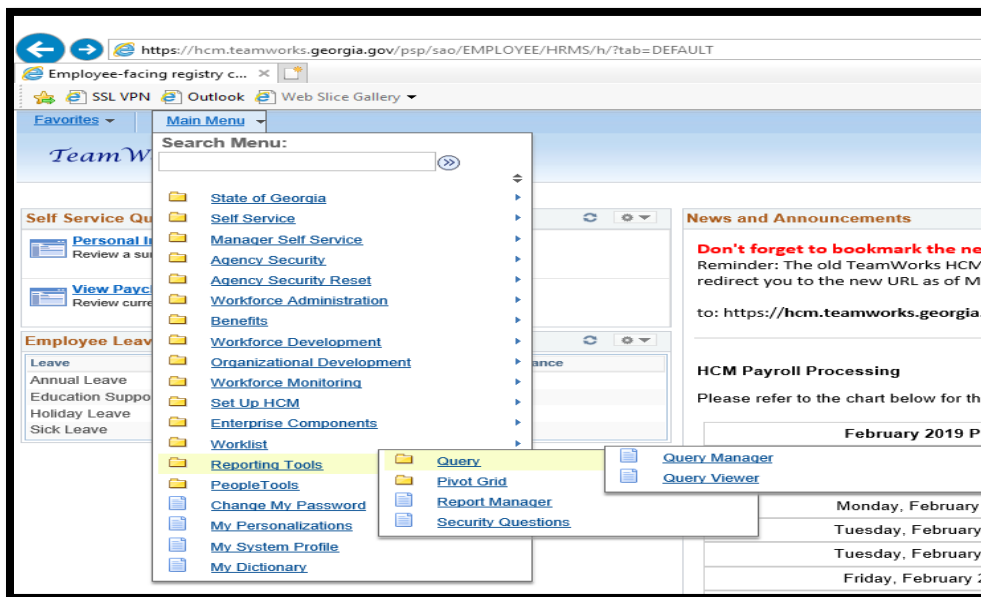 https://hcm.teamworks.georgia.gov/psp/sao/EMPLOYEE/HRMS/h/?tab=DEFAULT
Employee-facing registry c...
SSL VPN Outlook Web Slice Gallery
Favorites Main Menu
TeamW
Search Menu:
State of Georgia
Self Service
Manager Self Service
Agency Security
Agency Security Reset
Workforce Administration
Benefits
Workforce Development
Organizational Development
Workforce Monitoring
Set Up HCM
Enterprise Components
Worklist
Reporting Tools
PeopleTools
Change My Password
My Personalizations
My System Profile
My Dictionary
Query
Pivot Grid
Report Manager
Security Questions
Query Manager
Query Viewer
Self Service Qu
Personal I
Review a su
View Payc
Review curre
Employee Leav
Leave ance
Annual Leave
Education Suppo
Holiday Leave
Sick Leave
News and Announcements
Don't forget to bookmark the ne
Reminder: The old TeamWorks HCM
redirect you to the new URL as of M
to: https://hcm.teamworks.georgia.
HCM Payroll Processing
Please refer to the chart below for th
February 2019 P
Monday, February
Tuesday, February
Tuesday, February
Friday, February 2